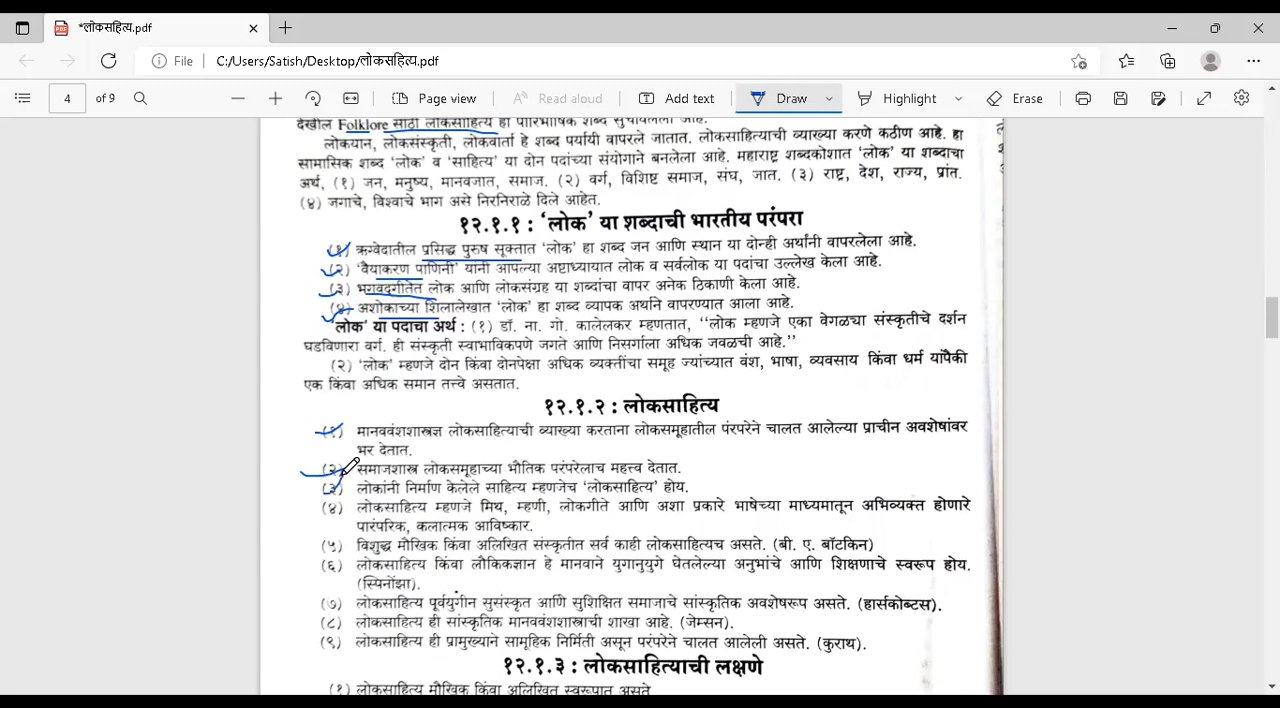 *लोकसहित्य.pdf
File C:/Users/Satish/Desktop/लोकसहित्य.pdf
4 of 9 Page view Read aloud Add text Draw Highlight Erase
देखील Folklore साठी लोकसाहित्य हा पारिभाषिक शब्द सुचविलेला आहे.
लोकयान, लोकसंस्कृती, लोकवार्ता हे शब्द पर्यायी वापरले जातात. लोकसाहित्याची व्याख्या करणे कठीण आहे. हा
सामासिक शब्द 'लोक' व 'साहित्य' या दोन पदांच्या संयोगाने बनलेला आहे. महाराष्ट्र शब्दकोशात 'लोक' या शब्दाचा
अर्थ, (१) जन, मनुष्य, मानवजात, समाज. (२) वर्ग, विशिष्ट समाज, संघ, जात. (३) राष्ट्र, देश, राज्य, प्रांत.
(४) जगाचे, विश्वाचे भाग असे निरनिराळे दिले आहेत.
१२.१.१ : 'लोक' या शब्दाची भारतीय परंपरा
(१) ऋग्वेदातील प्रसिद्ध पुरुष सूक्तात 'लोक' हा शब्द जन आणि स्थान या दोन्ही अर्थांनी वापरलेला आहे.
(२) 'वैयाकरण पाणिनी' यांनी आपल्या अष्टाध्यायात लोक व सर्वलोक या पदांचा उल्लेख केला आहे.
(३) भगवद्गीतेत लोक आणि लोकसंग्रह या शब्दांचा वापर अनेक ठिकाणी केला आहे.
(४) अशोकाच्या शिलालेखात 'लोक' हा शब्द व्यापक अर्थाने वापरण्यात आला आहे.
'लोक' या पदाचा अर्थ : (१) डॉ. ना. गो. कालेलकर म्हणतात, "लोक म्हणजे एका वेगळ्या संस्कृतीचे दर्शन
घडविणारा वर्ग. ही संस्कृती स्वाभाविकपणे जगते आणि निसर्गाला अधिक जवळची आहे."
(२) 'लोक' म्हणजे दोन किंवा दोनपेक्षा अधिक व्यक्तींचा समूह ज्यांच्यात वंश, भाषा, व्यवसाय किंवा धर्म यांपैकी
एक किंवा अधिक समान तत्त्वे असतात.
१२.१.२ : लोकसाहित्य
(१) मानववंशशास्त्रज्ञ लोकसाहित्याची व्याख्या करताना लोकसमूहातील पंरपरेने चालत आलेल्या प्राचीन अवशेषांवर
भर देतात.
(२) समाजशास्त्र लोकसमूहाच्या भौतिक परंपरेलाच महत्त्व देतात.
(३) लोकांनी निर्माण केलेले साहित्य म्हणजेच 'लोकसाहित्य' होय.
(४) लोकसाहित्य म्हणजे मिथ, म्हणी, लोकगीते आणि अशा प्रकारे भाषेच्या माध्यमातून अभिव्यक्त होणारे
पारंपरिक, कलात्मक आविष्कार.
(५) विशुद्ध मौखिक किंवा अलिखित संस्कृतीत सर्व काही लोकसाहित्यच असते. (बी. ए. बॉटकिन)
(६) लोकसाहित्य किंवा लौकिकज्ञान हे मानवाने युगानुयुगे घेतलेल्या अनुभांचे आणि शिक्षणाचे स्वरूप होय.
(स्पिनोंझा).
(७) लोकसाहित्य पूर्वयुगीन सुसंस्कृत आणि सुशिक्षित समाजाचे सांस्कृतिक अवशेषरूप असते. (हार्सकोब्टस).
(८) लोकसाहित्य ही सांस्कृतिक मानववंशशास्त्राची शाखा आहे. (जेम्सन).
(९) लोकसाहित्य ही प्रामुख्याने सामूहिक निर्मिती असून परंपरेने चालत आलेली असते. (कुराथ).
१२.१.३ : लोकसाहित्याची लक्षणे
(१) लोकसाहित्य मौखिक किंवा अलिखित स्वरूपात असते